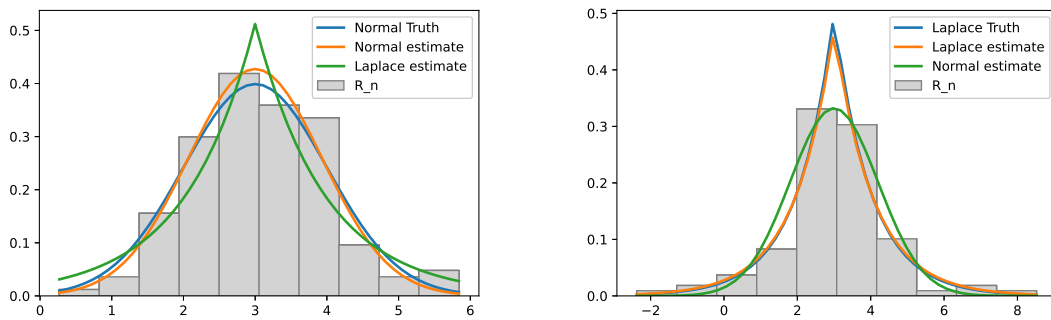 Normal Truth
Normal estimate
Laplace estimate
R_n
0.5
0.4
0.3
0.2
0.1
0.0
0 1 2 3 4 5 6
Laplace Truth
Laplace estimate
Normal estimate
R_n
0.5
0.4
0.3
0.2
0.1
0.0
−2 0 2 4 6 8